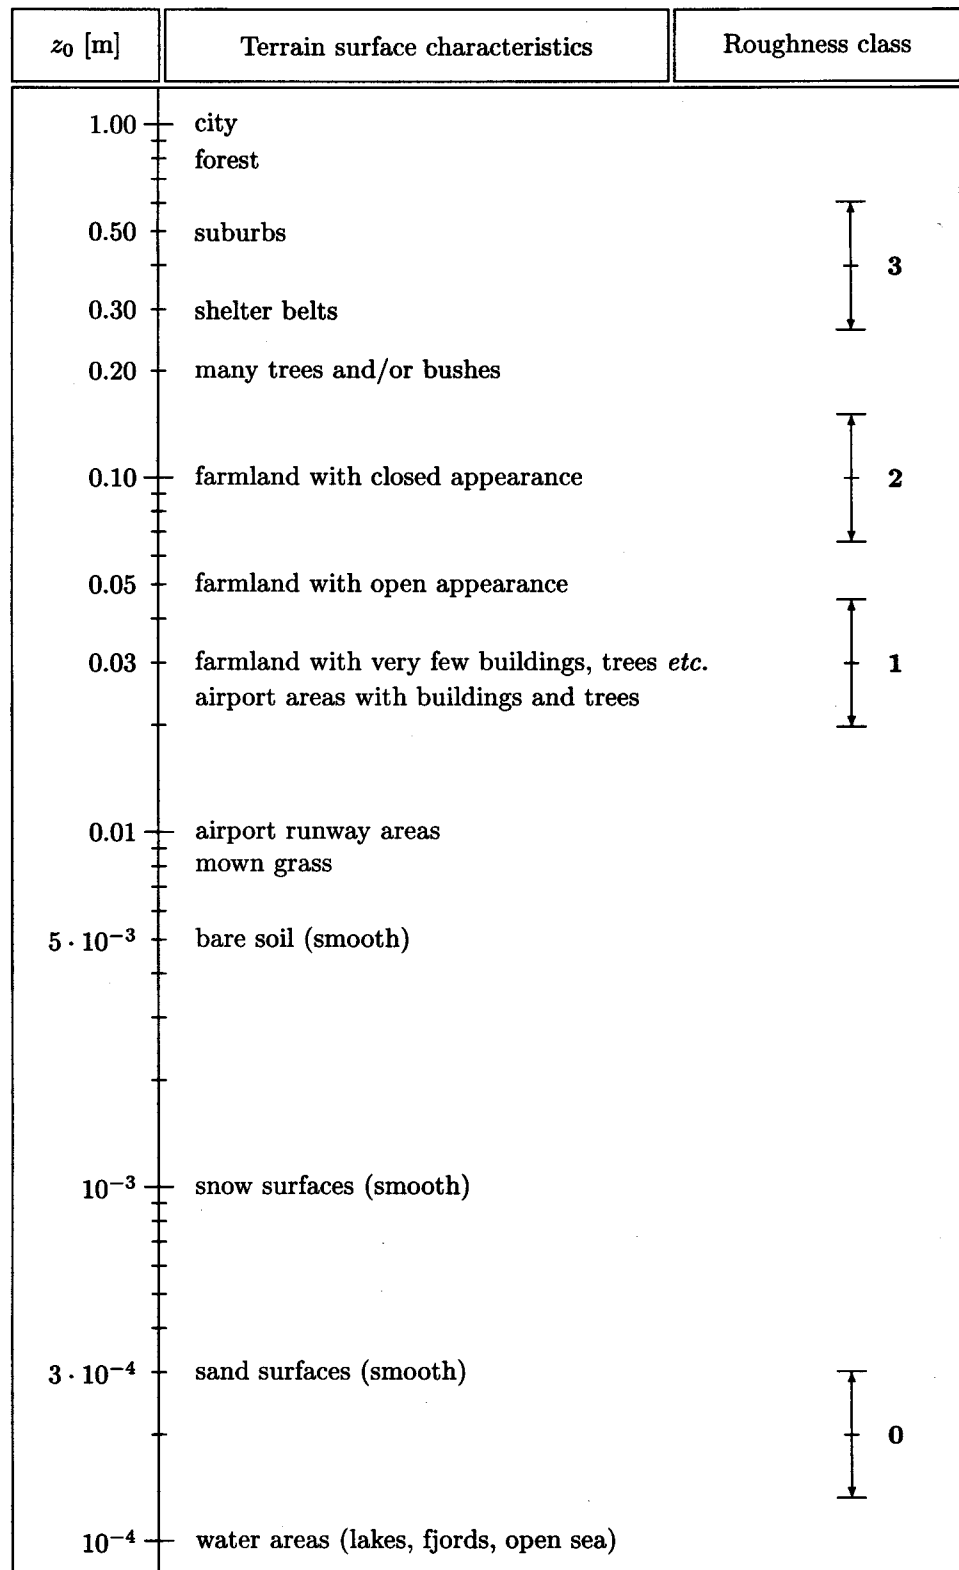 z₀ [m] Terrain surface characteristics Roughness class
1.00 city
forest
0.50 suburbs
3
0.30 shelter belts
0.20 many trees and/or bushes
0.10 farmland with closed appearance 2
0.05 farmland with open appearance
0.03 farmland with very few buildings, trees etc. 1
airport areas with buildings and trees
0.01 airport runway areas
mown grass
5 · 10⁻³ bare soil (smooth)
10⁻³ snow surfaces (smooth)
3 · 10⁻⁴ sand surfaces (smooth)
0
10⁻⁴ water areas (lakes, fjords, open sea)